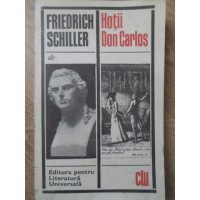 FRIEDRICH
SCHILLER
Hoţii
Don Carlos
Editura pentru
Literatură
Universală
clu